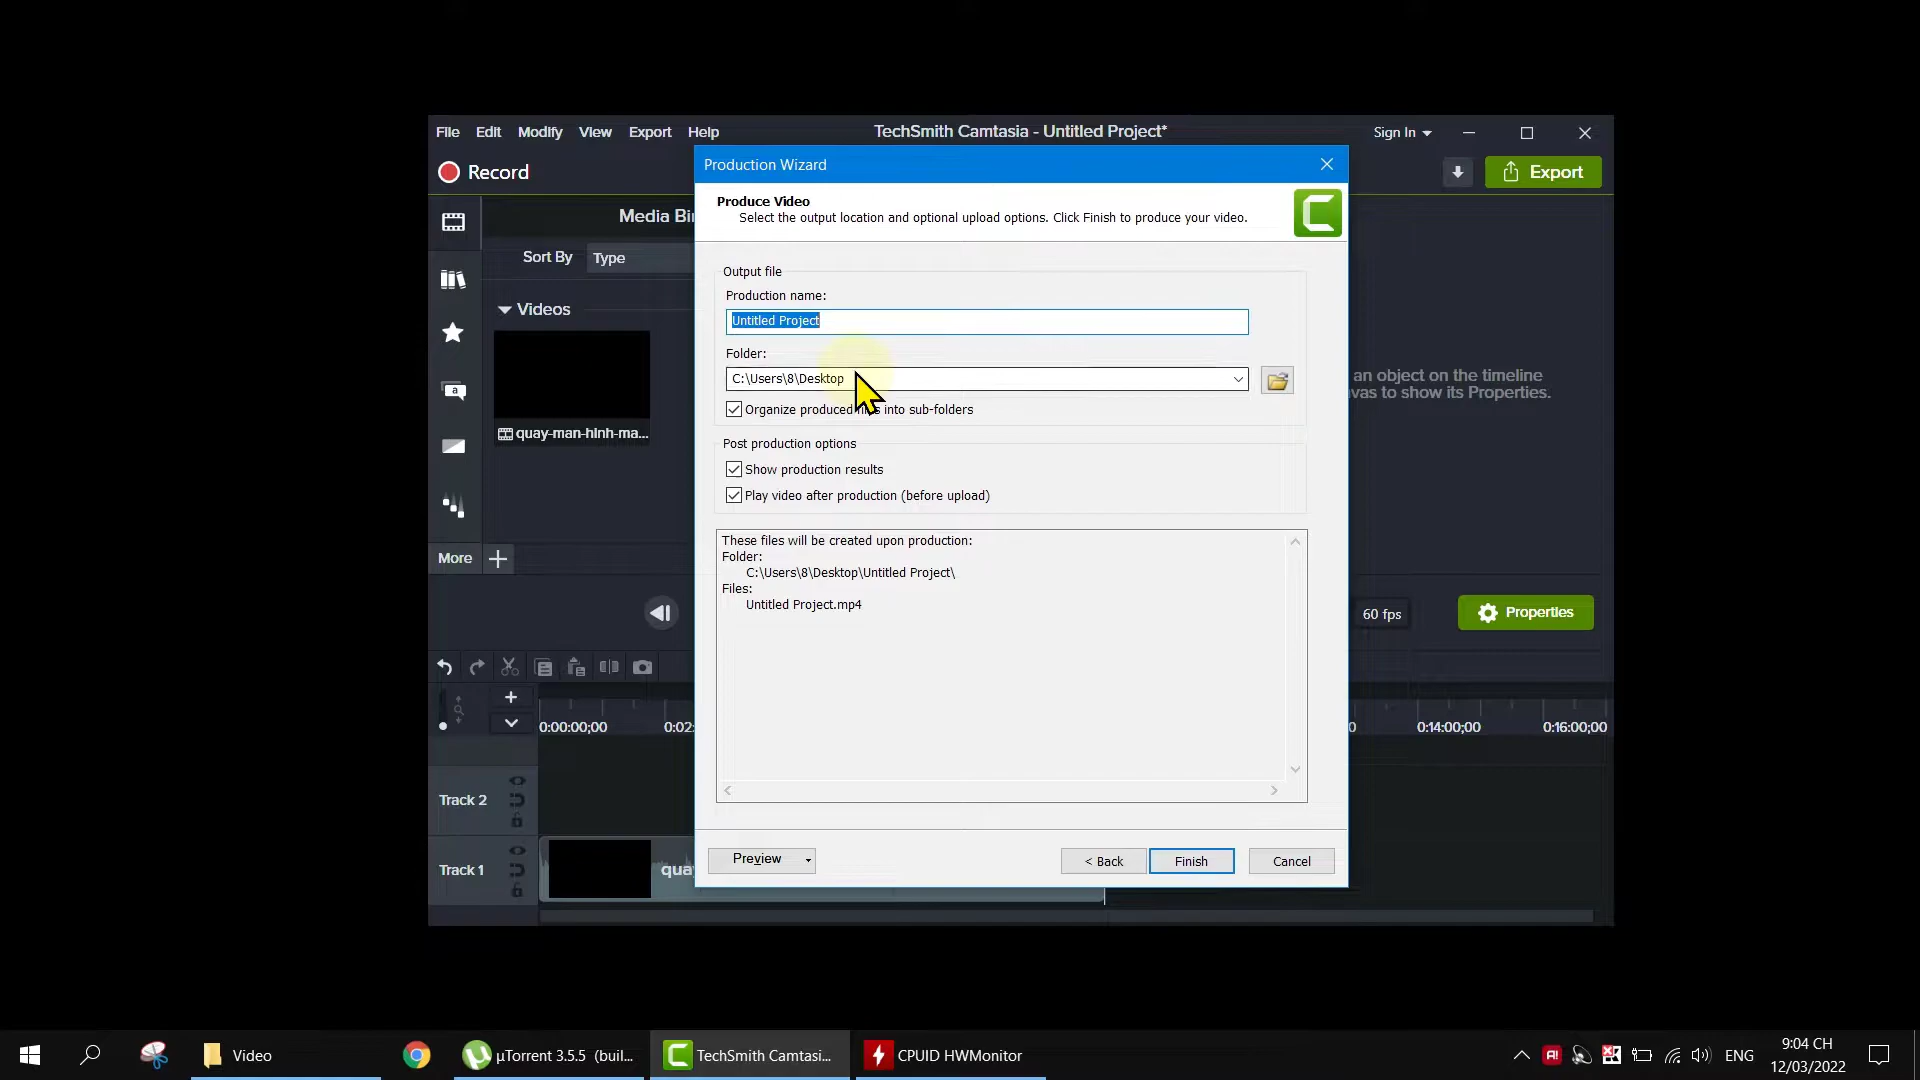 File Edit Modify View Export Help
TechSmith Camtasia - Untitled Project*
Sign In
Record
Export
Production Wizard
Produce Video
Select the output location and optional upload options. Click Finish to produce your video.
Media Bi
Sort By Type
Videos
quay-man-hinh-ma...
Output file
Production name:
Untitled Project
Folder:
C:\Users\8\Desktop
Organize produced files into sub-folders
Post production options
Show production results
Play video after production (before upload)
These files will be created upon production:
Folder:
C:\Users\8\Desktop\Untitled Project\
Files:
Untitled Project.mp4
an object on the timeline
vas to show its Properties.
More
60 fps
Properties
0:00:00;00
0:02:
0
0:14:00;00
0:16:00;00
Track 2
Track 1
qua
Preview
< Back
Finish
Cancel
Video
µTorrent 3.5.5 (buil...
TechSmith Camtasi...
CPUID HWMonitor
ENG
9:04 CH
12/03/2022